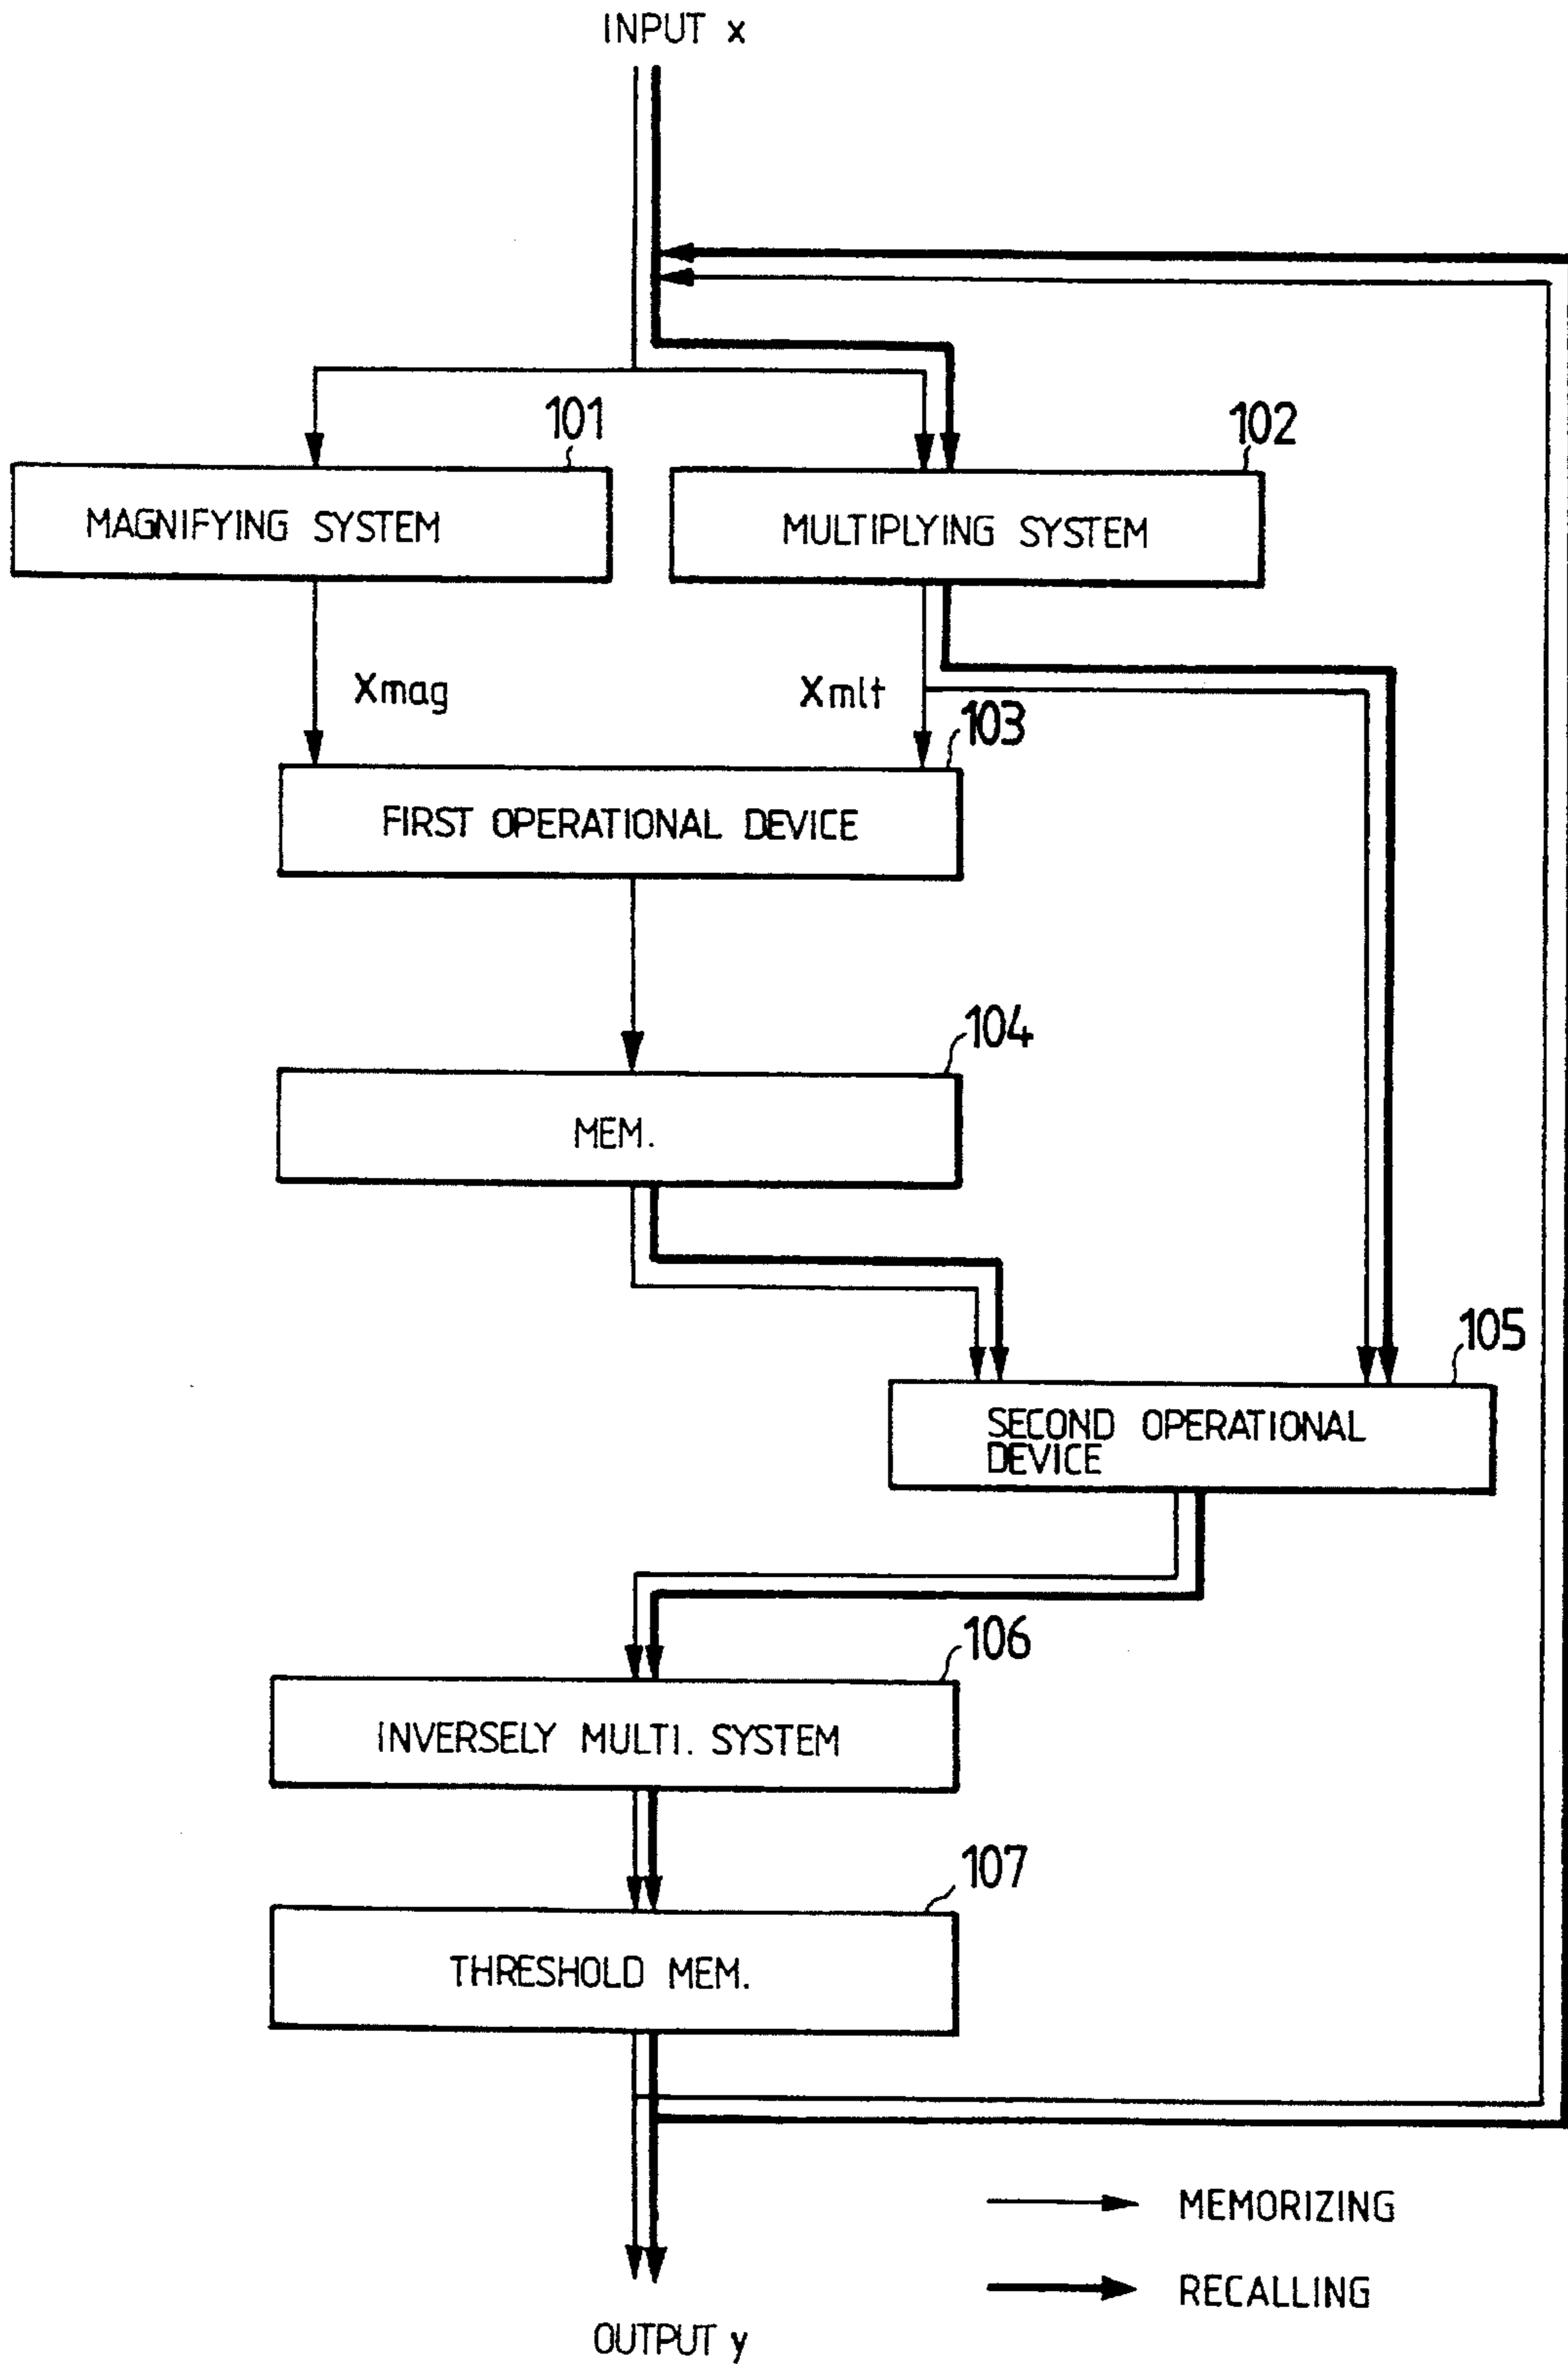 INPUT x
101
102
MAGNIFYING SYSTEM
MULTIPLYING SYSTEM
Xmag
Xmlt
103
FIRST OPERATIONAL DEVICE
104
MEM.
105
SECOND OPERATIONAL
DEVICE
106
INVERSELY MULTI. SYSTEM
107
THRESHOLD MEM.
MEMORIZING
RECALLING
OUTPUT y